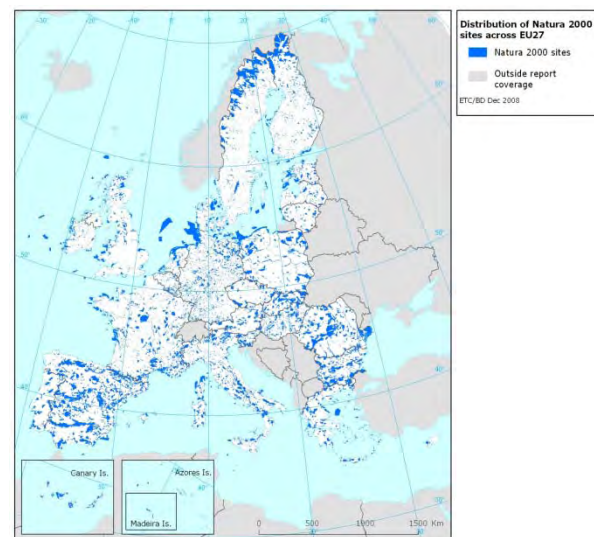 Distribution of Natura 2000
sites across EU27
Natura 2000 sites
Outside report
coverage
ETC/BD Dec 2008
Canary Is.
Azores Is.
Madeira Is.
0 500 1000 1500 Km